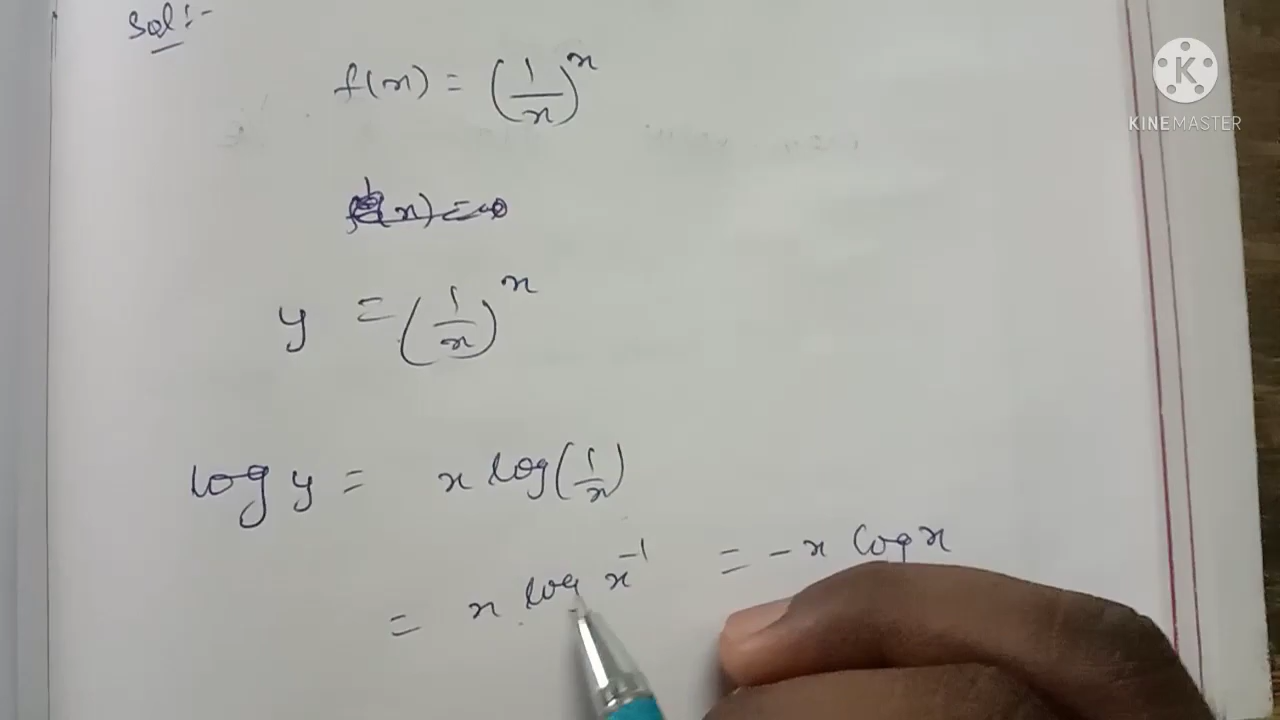 Sol:-
f(x) = (1/x)^x
K
KINEMASTER
y = (1/x)^x
log y = x log(1/x)
= x log x^-1 = -x log x